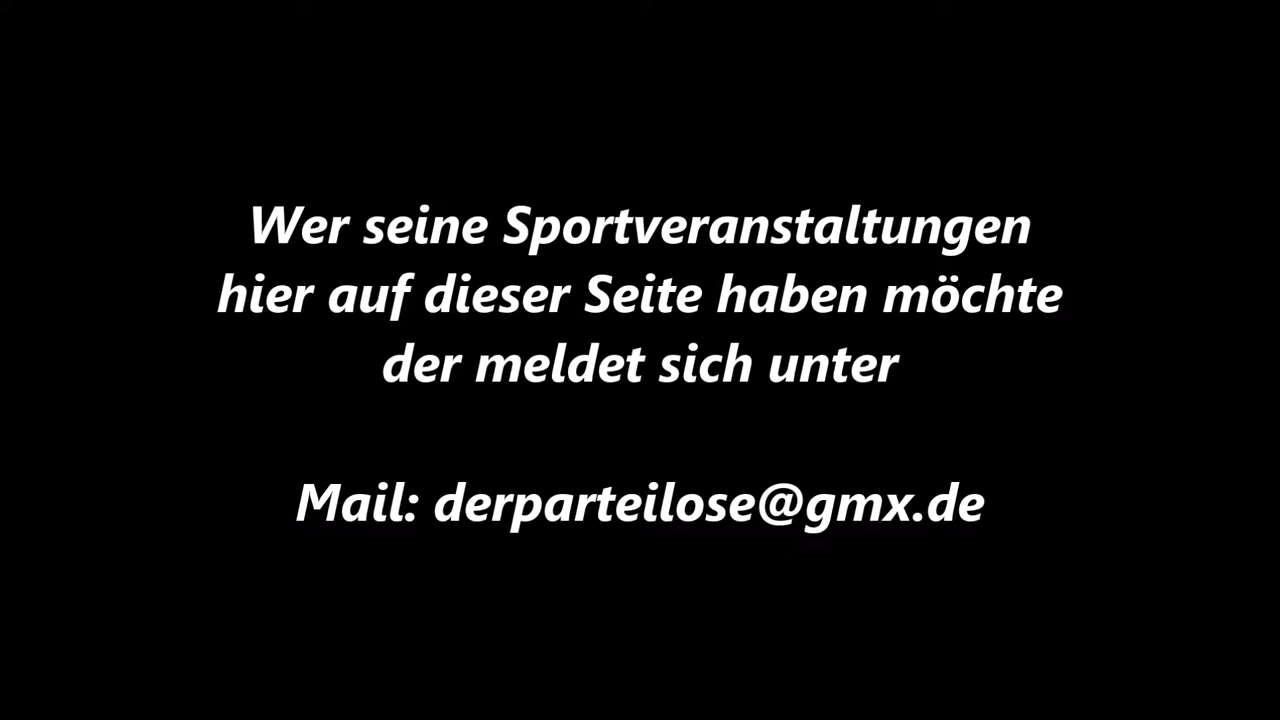 Wer seine Sportveranstaltungen
hier auf dieser Seite haben möchte
der meldet sich unter
Mail: derparteilose@gmx.de